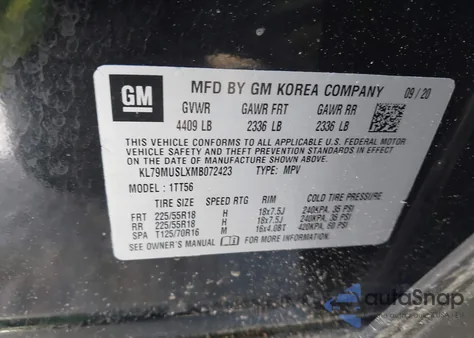 GM
MFD BY GM KOREA COMPANY 09/20
GVWR GAWR FRT GAWR RR
4409 LB 2336 LB 2336 LB
THIS VEHICLE CONFORMS TO ALL APPLICABLE U.S. FEDERAL MOTOR
VEHICLE SAFETY AND THEFT PREVENTION STANDARDS IN EFFECT ON
THE DATE OF MANUFACTURE SHOWN ABOVE.
KL79MUSLXMB072423 TYPE: MPV
MODEL: 1TT56
TIRE SIZE SPEED RTG RIM COLD TIRE PRESSURE
FRT 225/55R18 H 18x7.5J 240KPA, 35 PSI
RR 225/55R18 H 18x7.5J 240KPA, 35 PSI
SPA T125/70R16 M 16x4.0BT 420KPA, 60 PSI
SEE OWNER'S MANUAL FOR MORE INFORMATION.
autoSnap